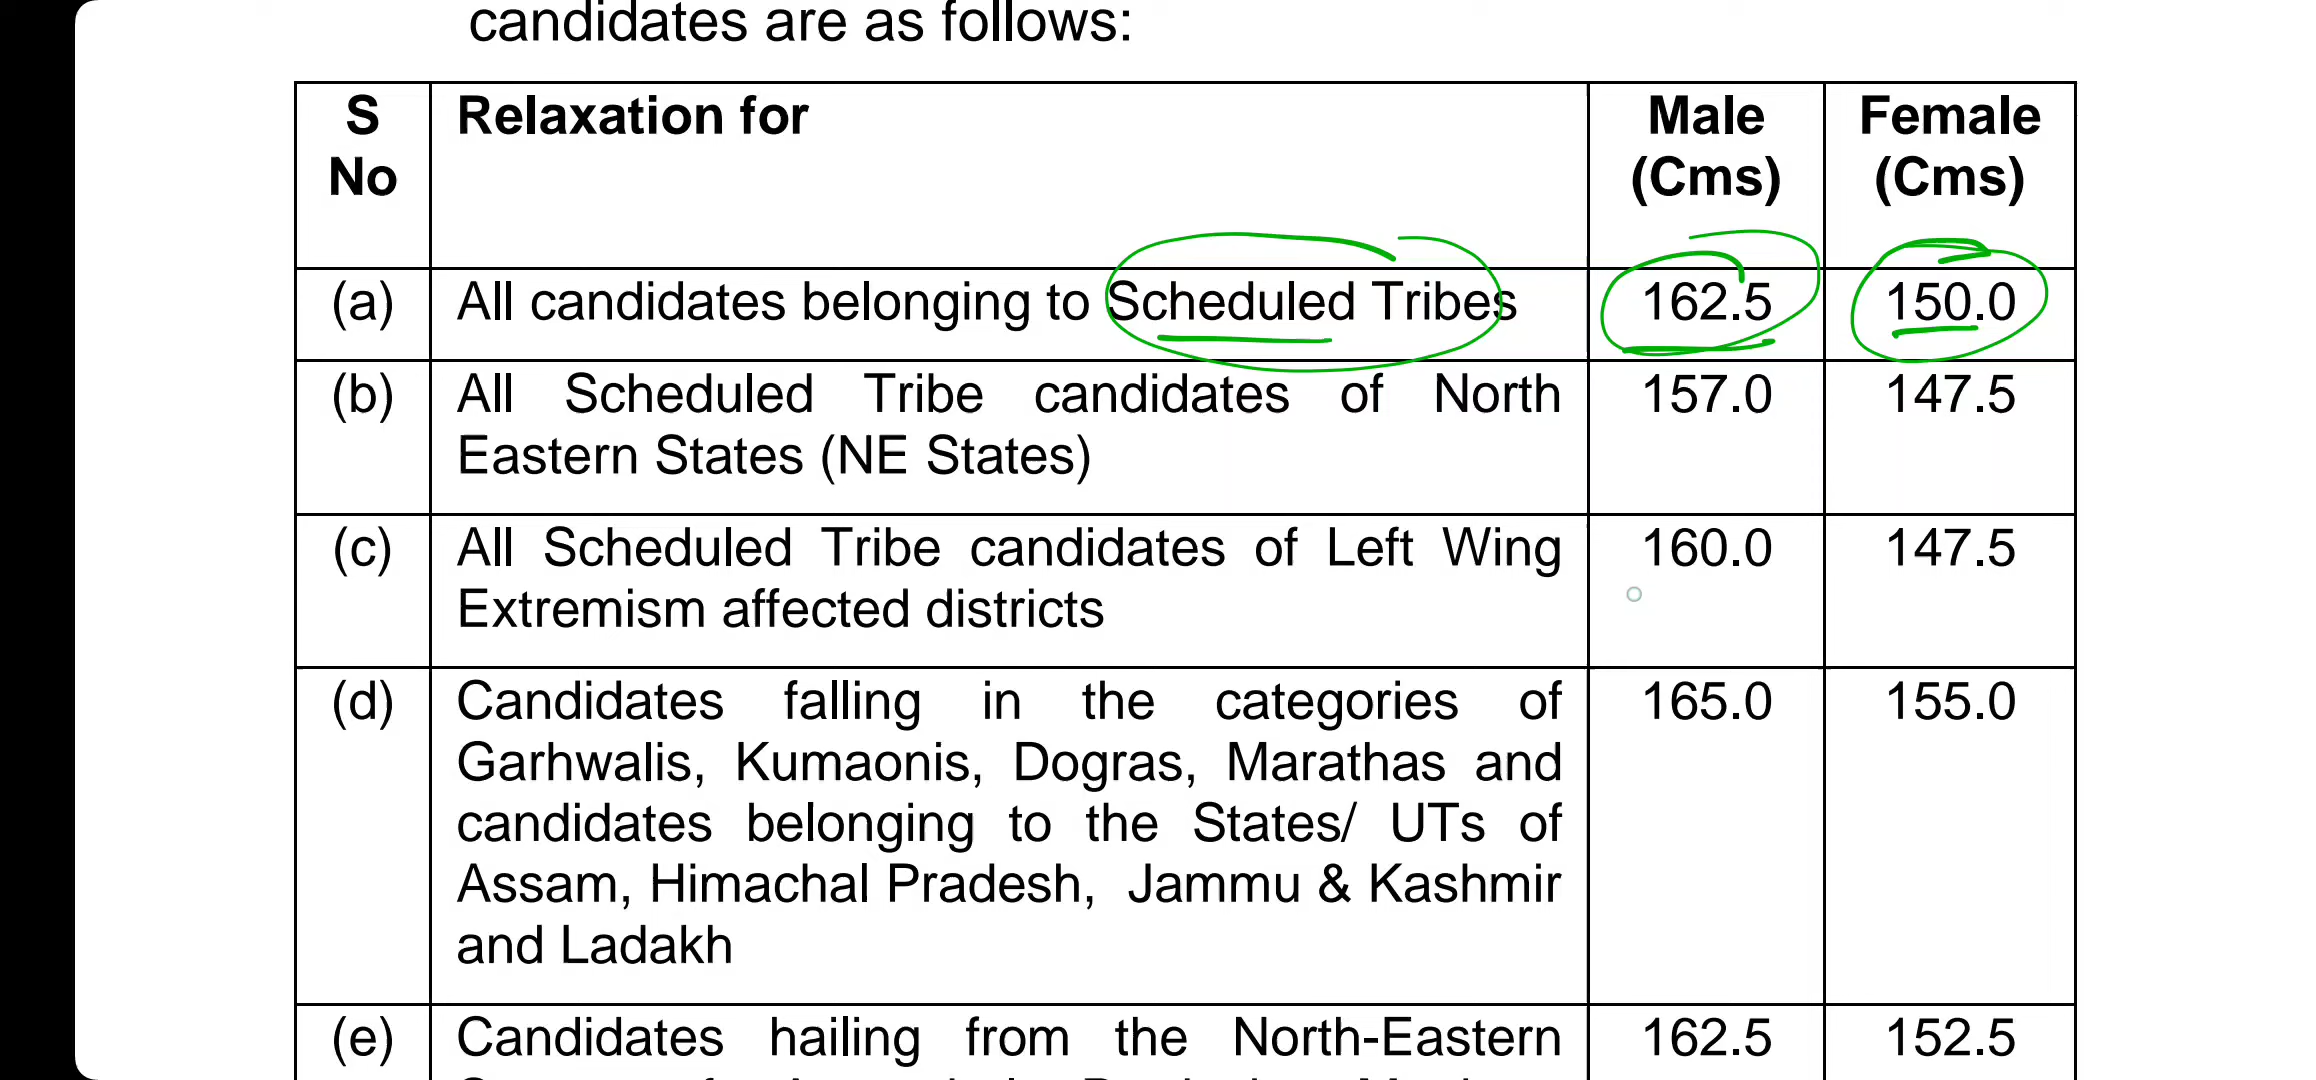 candidates are as follows:
S No Relaxation for Male (Cms) Female (Cms)
(a) All candidates belonging to Scheduled Tribes 162.5 150.0
(b) All Scheduled Tribe candidates of North 157.0 147.5
Eastern States (NE States)
(c) All Scheduled Tribe candidates of Left Wing 160.0 147.5
Extremism affected districts
(d) Candidates falling in the categories of 165.0 155.0
Garhwalis, Kumaonis, Dogras, Marathas and
candidates belonging to the States/ UTs of
Assam, Himachal Pradesh, Jammu & Kashmir
and Ladakh
(e) Candidates hailing from the North-Eastern 162.5 152.5